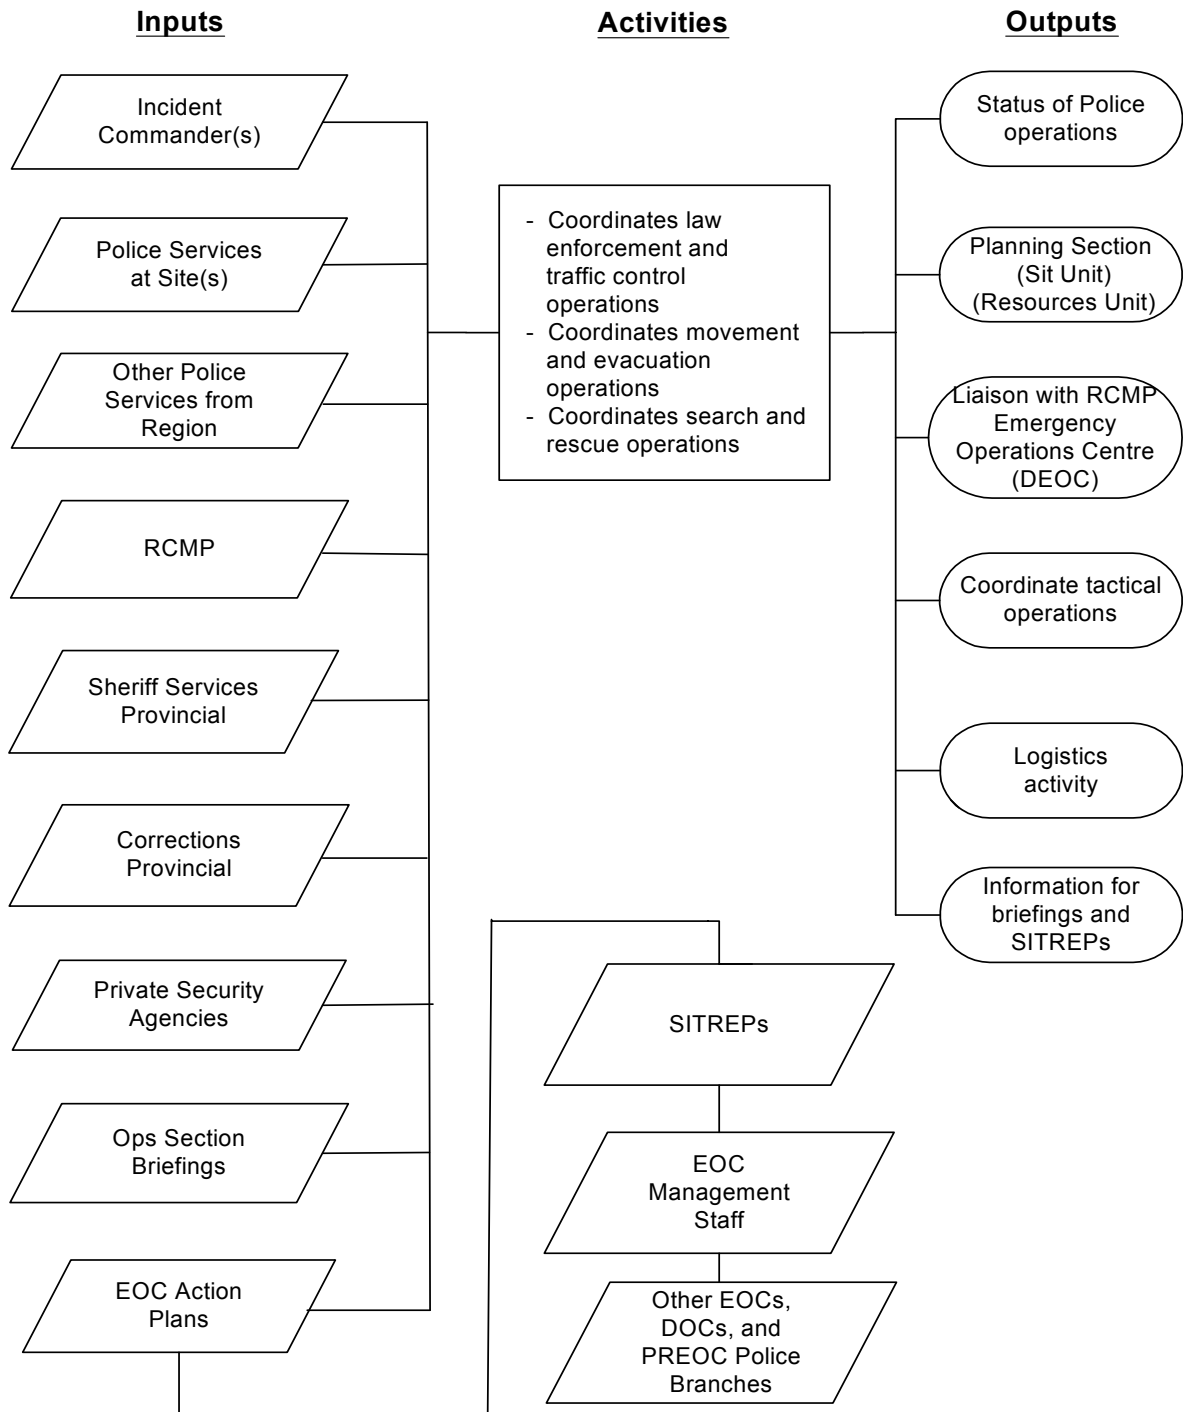 Inputs
Activities
Outputs
Incident
Commander(s)
Police Services
at Site(s)
Other Police
Services from
Region
RCMP
Sheriff Services
Provincial
Corrections
Provincial
Private Security
Agencies
Ops Section
Briefings
EOC Action
Plans
- Coordinates law
enforcement and
traffic control
operations
- Coordinates movement
and evacuation
operations
- Coordinates search and
rescue operations
SITREPs
EOC
Management
Staff
Other EOCs,
DOCs, and
PREOC Police
Branches
Status of Police
operations
Planning Section
(Sit Unit)
(Resources Unit)
Liaison with RCMP
Emergency
Operations Centre
(DEOC)
Coordinate tactical
operations
Logistics
activity
Information for
briefings and
SITREPs